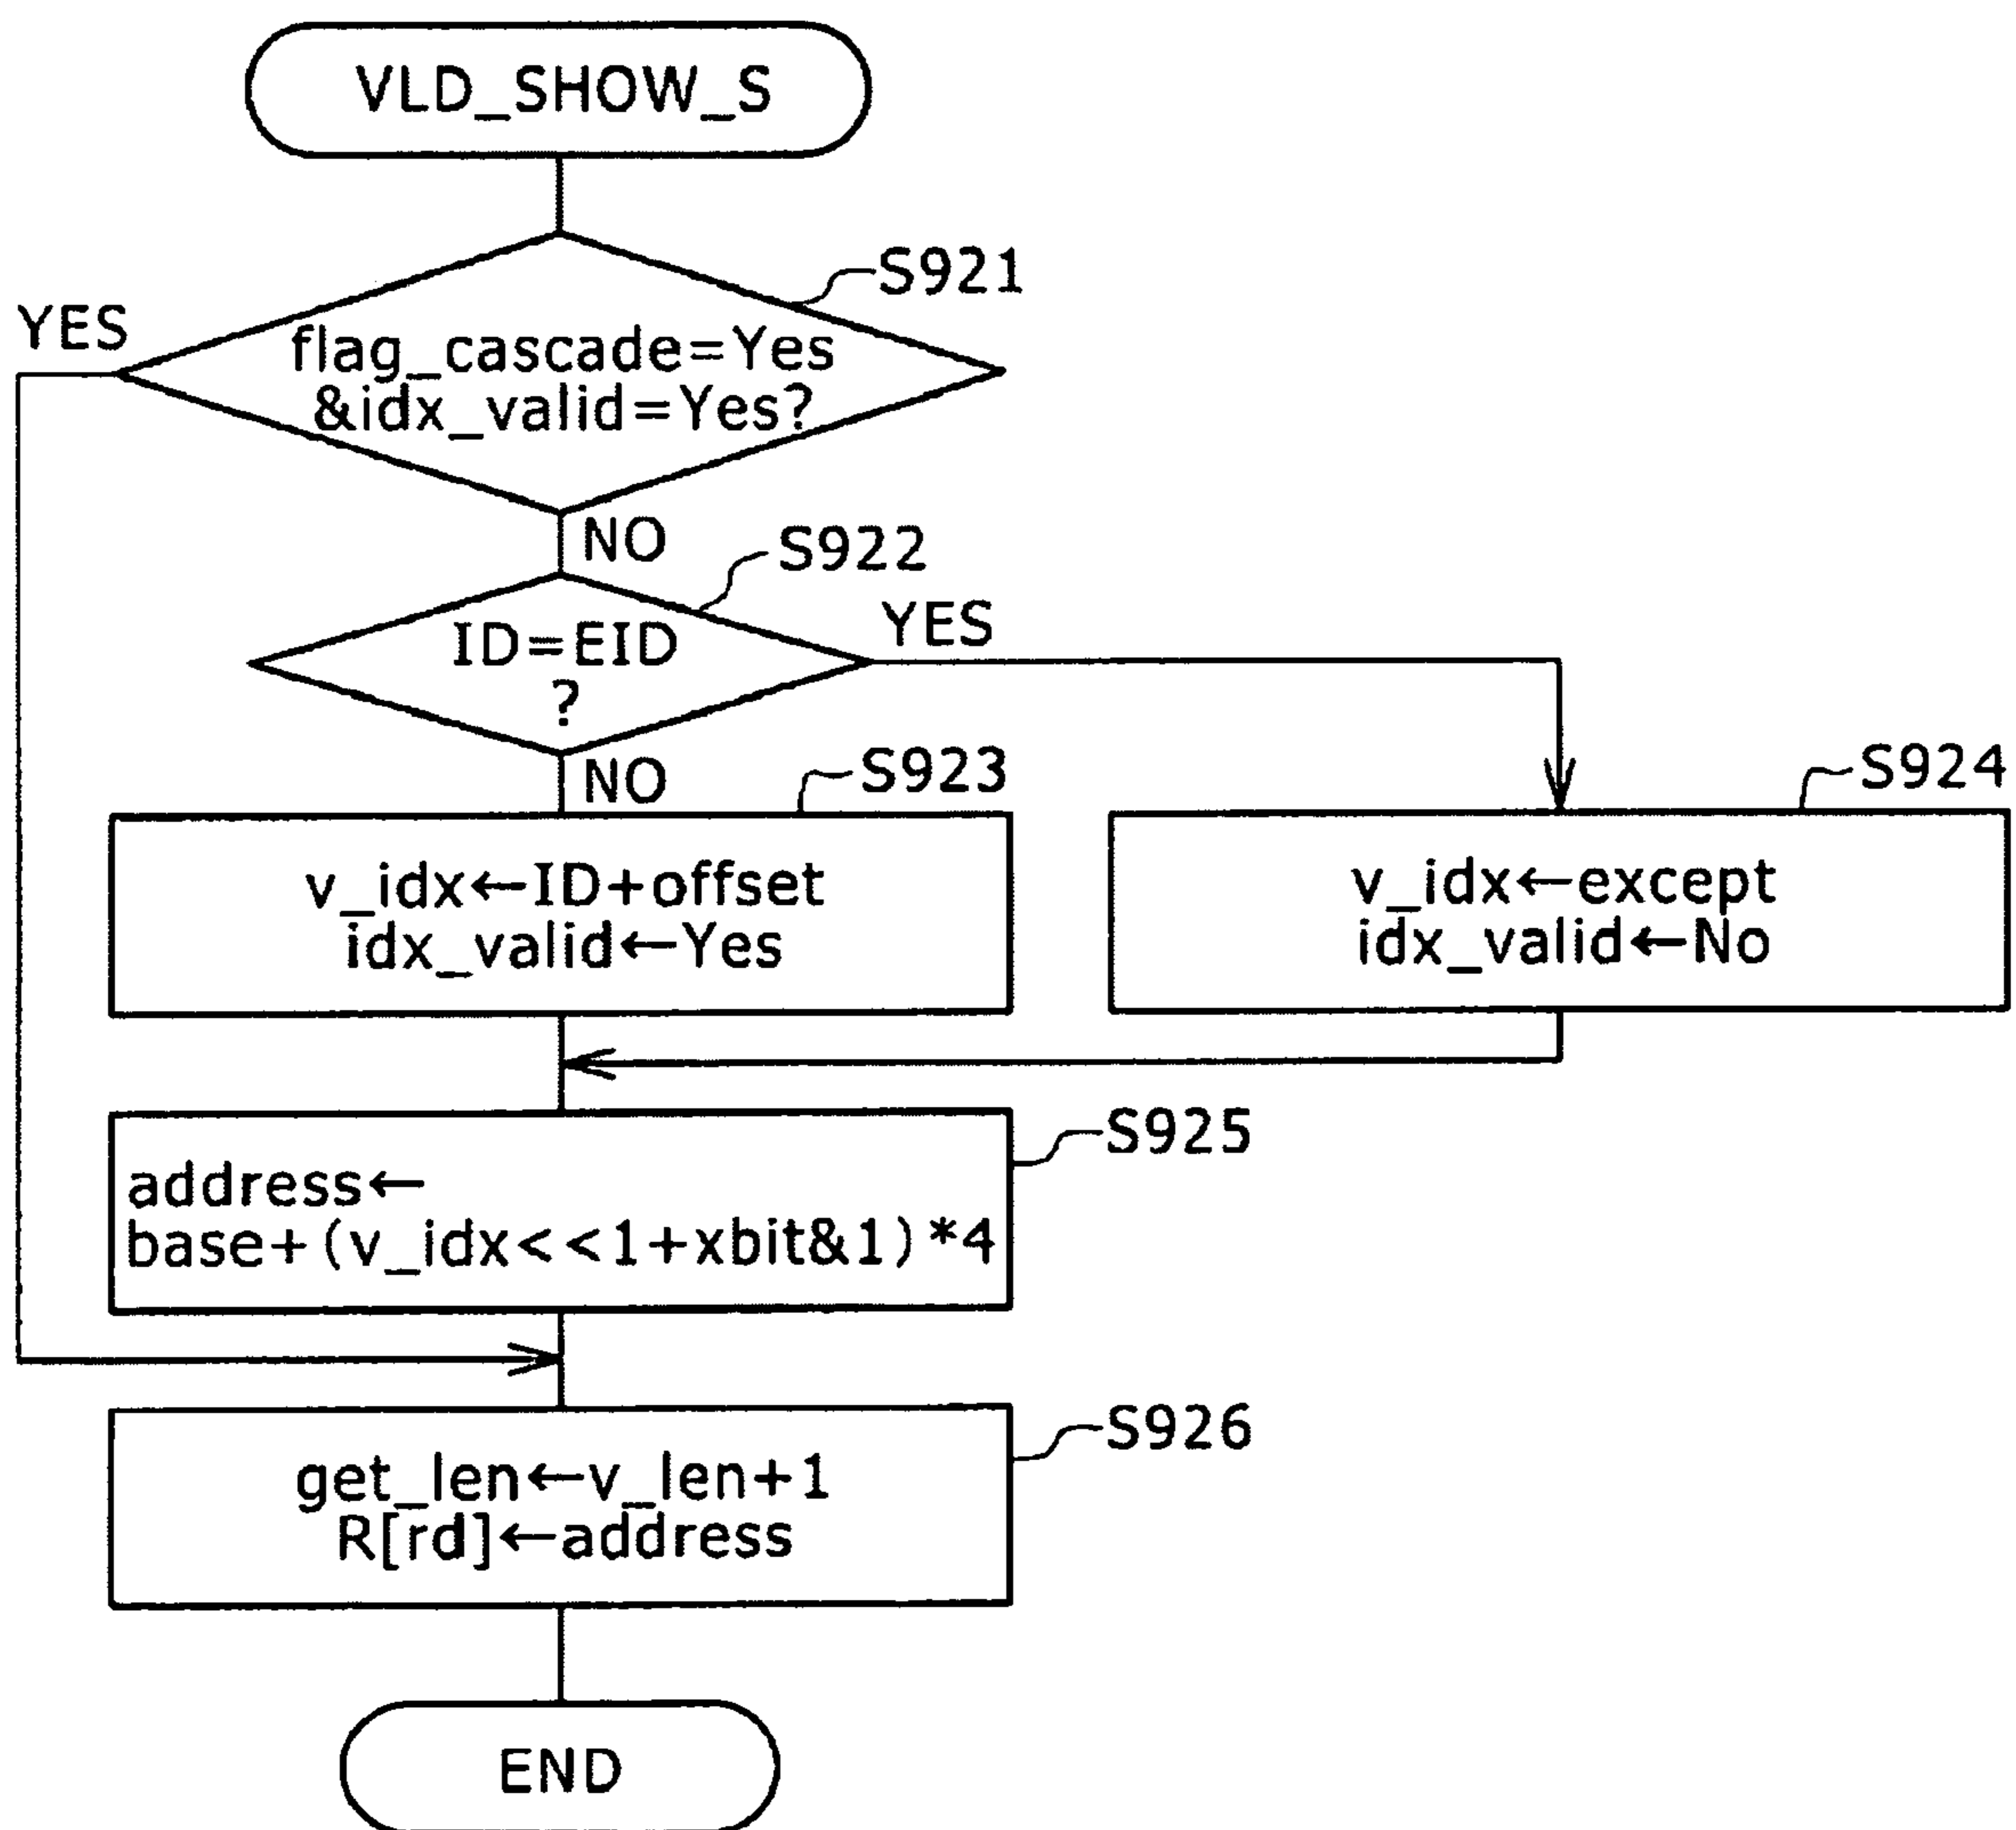 VLD_SHOW_S
S921
YES
flag_cascade=Yes
&idx_valid=Yes?
NO
S922
YES
ID=EID
?
NO
S923
S924
v_idx←ID+offset
idx_valid←Yes
v_idx←except
idx_valid←No
S925
address←
base+(v_idx<<1+xbit&1)*4
S926
get_len←v_len+1
R[rd]←address
END